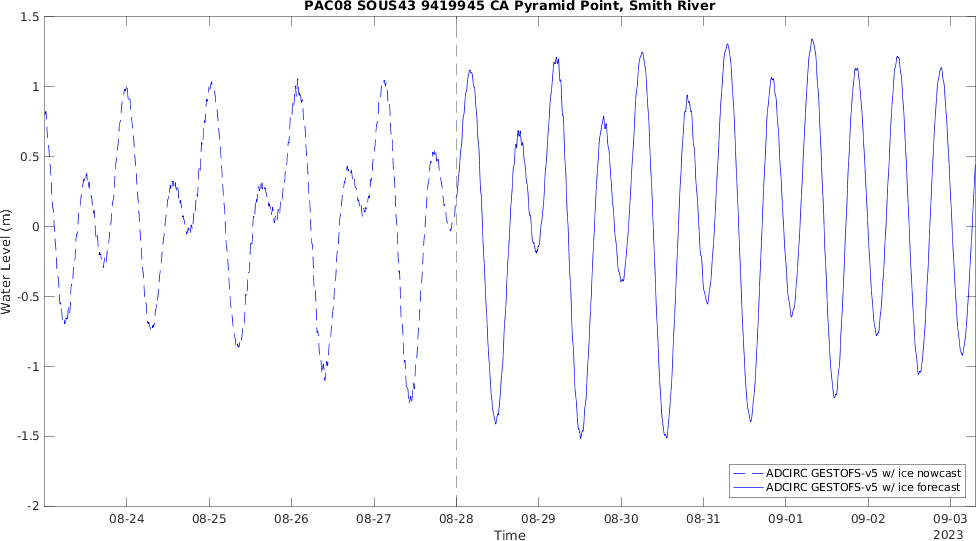 PAC08 SOUS43 9419945 CA Pyramid Point, Smith River
1.5
1
0.5
0
-0.5
-1
-1.5
-2
Water Level (m)
ADCIRC GESTOFS-v5 w/ ice nowcast
ADCIRC GESTOFS-v5 w/ ice forecast
08-24 08-25 08-26 08-27 08-28 08-29 08-30 08-31 09-01 09-02 09-03
2023
Time